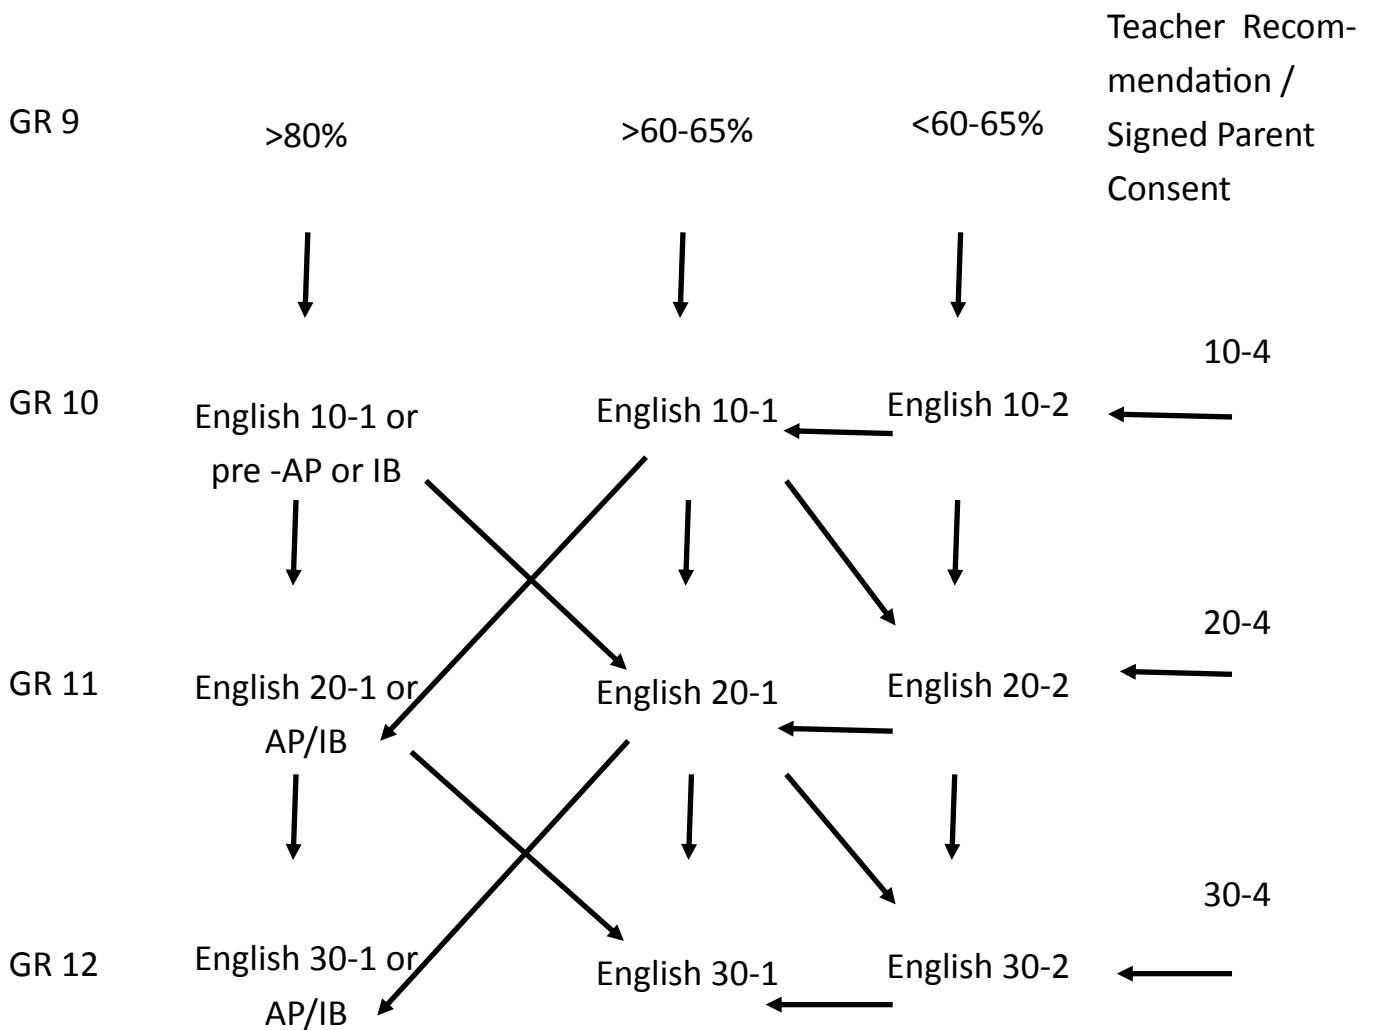 Teacher Recom-
mendation /
Signed Parent
Consent
GR 9
>80%
>60-65%
<60-65%
10-4
GR 10
English 10-1 or
pre -AP or IB
English 10-1
English 10-2
20-4
GR 11
English 20-1 or
AP/IB
English 20-1
English 20-2
30-4
GR 12
English 30-1 or
AP/IB
English 30-1
English 30-2